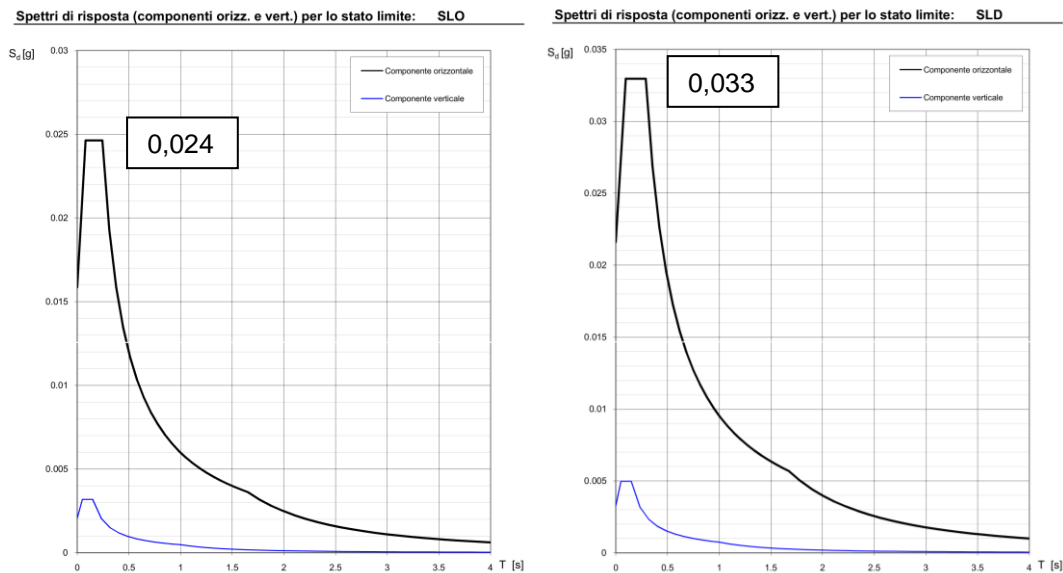 Spettri di risposta (componenti orizz. e vert.) per lo stato limite: SLO
Sd [g]
0.03
Componente orizzontale
Componente verticale
0,024
0.025
0.02
0.015
0.01
0.005
0
0 0.5 1 1.5 2 2.5 3 3.5 4 T [s]
Spettri di risposta (componenti orizz. e vert.) per lo stato limite: SLD
Sd [g]
0.035
Componente orizzontale
Componente verticale
0,033
0.03
0.025
0.02
0.015
0.01
0.005
0
0 0.5 1 1.5 2 2.5 3 3.5 4 T [s]